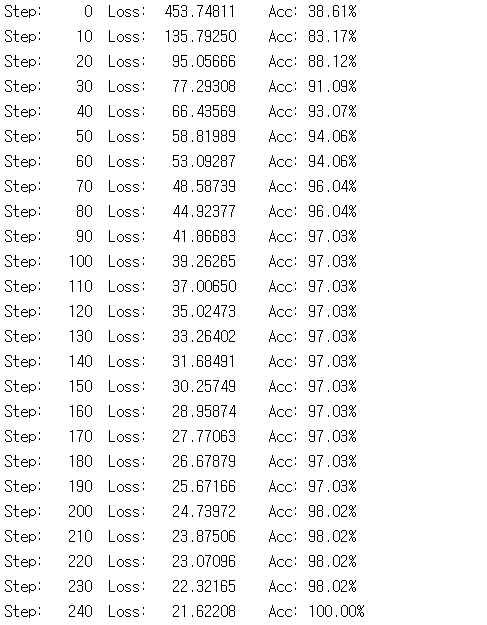 Step: 0 Loss: 453.74811 Acc: 38.61%
Step: 10 Loss: 135.79250 Acc: 83.17%
Step: 20 Loss: 95.05666 Acc: 88.12%
Step: 30 Loss: 77.29308 Acc: 91.09%
Step: 40 Loss: 66.43569 Acc: 93.07%
Step: 50 Loss: 58.81989 Acc: 94.06%
Step: 60 Loss: 53.09287 Acc: 94.06%
Step: 70 Loss: 48.58739 Acc: 96.04%
Step: 80 Loss: 44.92377 Acc: 96.04%
Step: 90 Loss: 41.86683 Acc: 97.03%
Step: 100 Loss: 39.26265 Acc: 97.03%
Step: 110 Loss: 37.00650 Acc: 97.03%
Step: 120 Loss: 35.02473 Acc: 97.03%
Step: 130 Loss: 33.26402 Acc: 97.03%
Step: 140 Loss: 31.68491 Acc: 97.03%
Step: 150 Loss: 30.25749 Acc: 97.03%
Step: 160 Loss: 28.95874 Acc: 97.03%
Step: 170 Loss: 27.77063 Acc: 97.03%
Step: 180 Loss: 26.67879 Acc: 97.03%
Step: 190 Loss: 25.67166 Acc: 97.03%
Step: 200 Loss: 24.73972 Acc: 98.02%
Step: 210 Loss: 23.87506 Acc: 98.02%
Step: 220 Loss: 23.07096 Acc: 98.02%
Step: 230 Loss: 22.32165 Acc: 98.02%
Step: 240 Loss: 21.62208 Acc: 100.00%